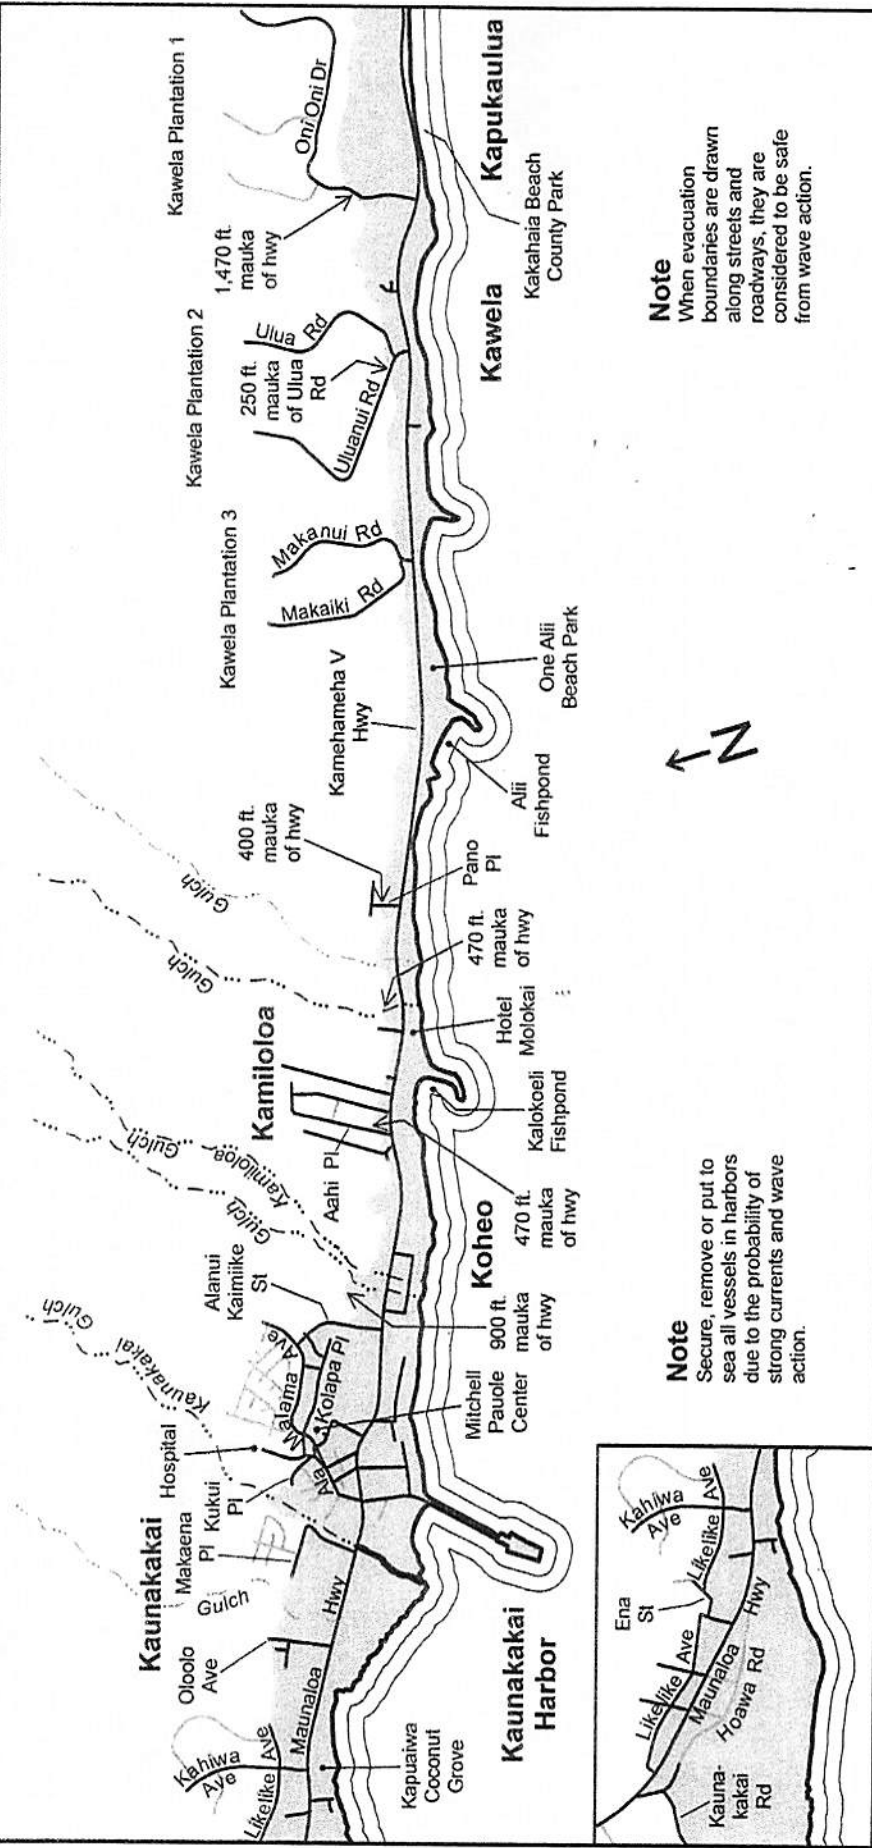 Kaunakakai
Kahiwa
Ave
Likelike Ave
Oloolo
Ave
Maunaloa
Hwy
Gulch
Makaena
Pl
Kukui
Pl
Hospital
Kaunakakai
Gulch
Malama
Ave
Ala
Kolapa Pl
Alanui
Kaimiike
St
Gulch
Kamiloloa
Gulch
Kamiloloa
Aahi Pl
Gulch
Gulch
400 ft.
mauka
of hwy
Kamehameha V
Hwy
Kawela Plantation 3
Makaiki Rd
Makanui Rd
Kawela Plantation 2
250 ft.
mauka
of Ulua
Rd
Ulua Rd
Uluanui Rd
1,470 ft.
mauka
of hwy
Kawela Plantation 1
Oni Oni Dr
Kapuaiwa
Coconut
Grove
Kaunakakai
Harbor
Mitchell
Pauole
Center
900 ft.
mauka
of hwy
Koheo
470 ft.
mauka
of hwy
Kalokoeli
Fishpond
Hotel
Molokai
470 ft.
mauka
of hwy
Pano
Pl
Alii
Fishpond
One Alii
Beach Park
Kawela
Kakahaia Beach
County Park
Kapukaulua
Kauna-
kakai
Rd
Likelike Ave
Maunaloa
Hwy
Hoawa Rd
Ena
St
Likelike Ave
Kahiwa
Ave
Note
Secure, remove or put to
sea all vessels in harbors
due to the probability of
strong currents and wave
action.
N
Note
When evacuation
boundaries are drawn
along streets and
roadways, they are
considered to be safe
from wave action.